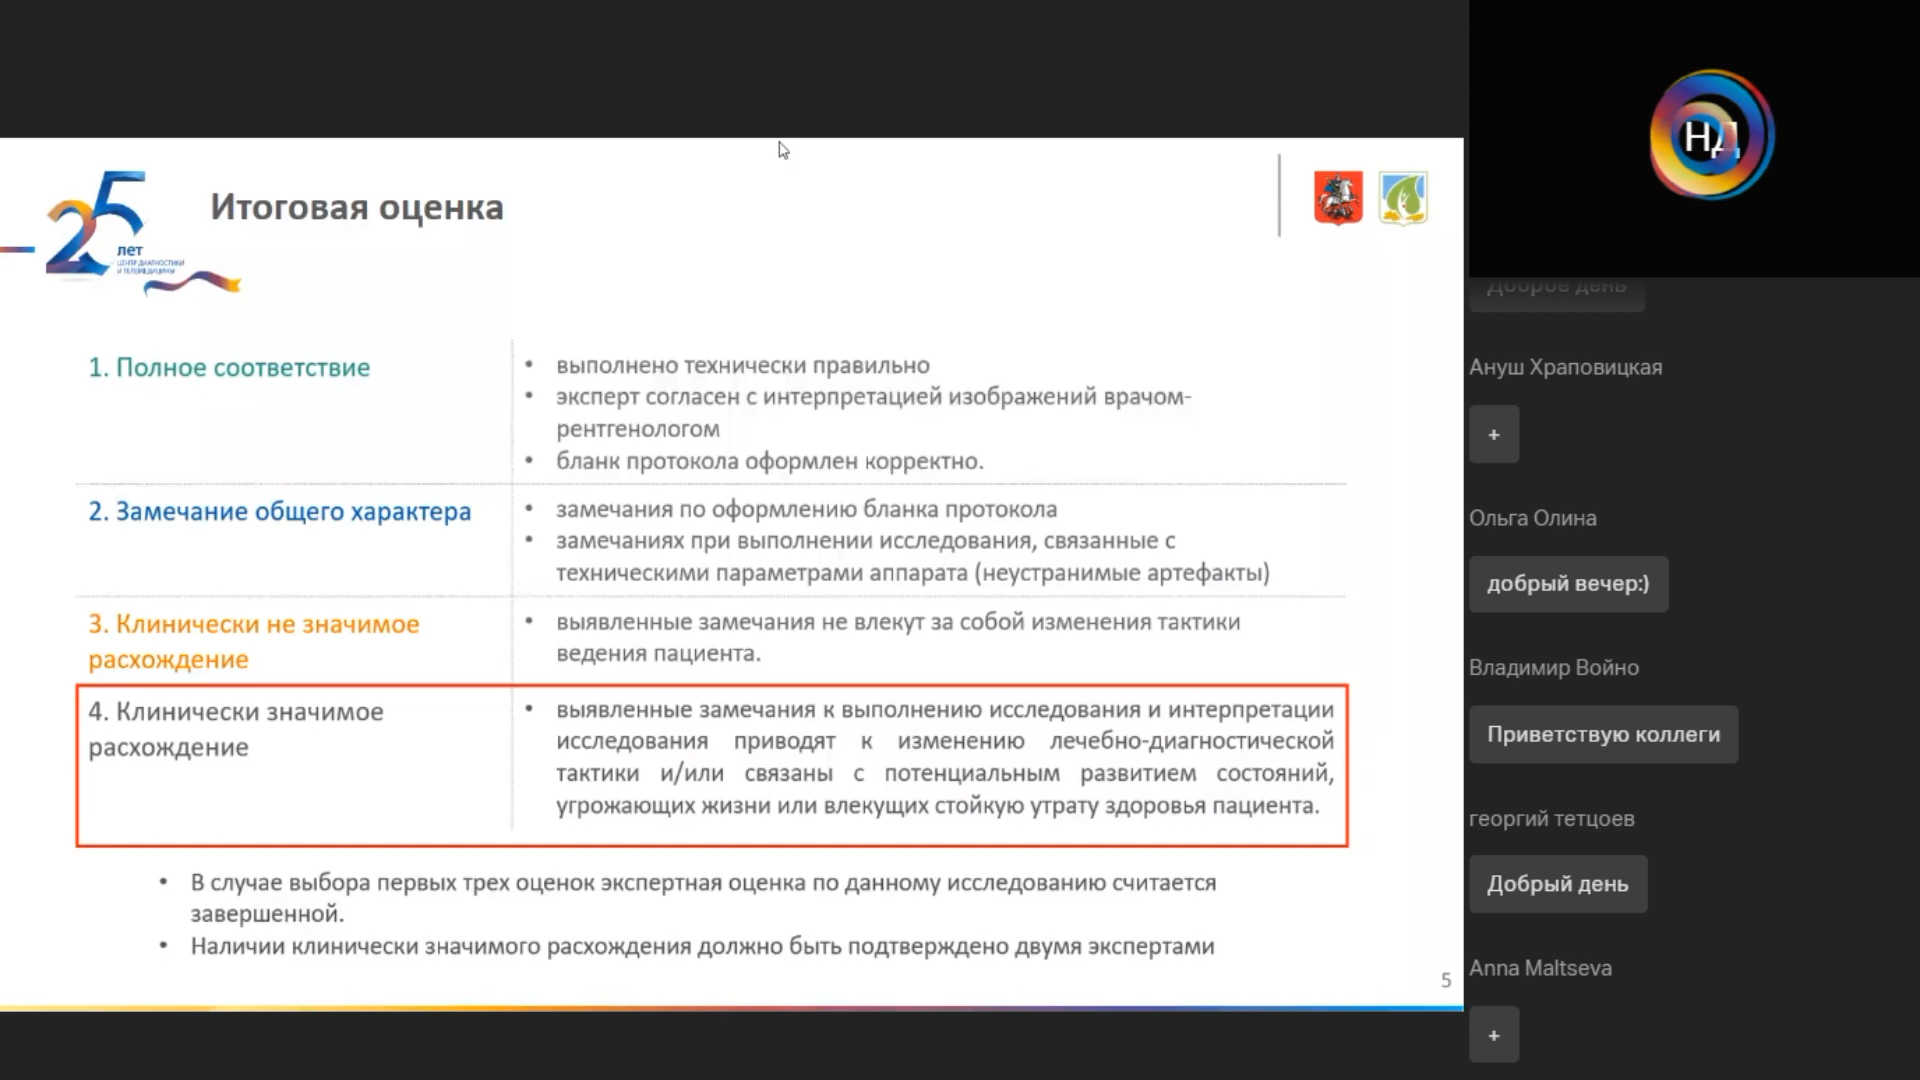 25
лет
ЦЕНТР ДИАГНОСТИКИ
И ТЕЛЕМЕДИЦИНЫ
Итоговая оценка
1. Полное соответствие
• выполнено технически правильно
• эксперт согласен с интерпретацией изображений врачом-
рентгенологом
• бланк протокола оформлен корректно.
2. Замечание общего характера
• замечания по оформлению бланка протокола
• замечаниях при выполнении исследования, связанные с
техническими параметрами аппарата (неустранимые артефакты)
3. Клинически не значимое
расхождение
• выявленные замечания не влекут за собой изменения тактики
ведения пациента.
4. Клинически значимое
расхождение
• выявленные замечания к выполнению исследования и интерпретации
исследования приводят к изменению лечебно-диагностической
тактики и/или связаны с потенциальным развитием состояний,
угрожающих жизни или влекущих стойкую утрату здоровья пациента.
• В случае выбора первых трех оценок экспертная оценка по данному исследованию считается
завершенной.
• Наличии клинически значимого расхождения должно быть подтверждено двумя экспертами
5
НД
Доброе день
Ануш Храповицкая
+
Ольга Олина
добрый вечер:)
Владимир Войно
Приветствую коллеги
георгий тетцоев
Добрый день
Anna Maltseva
+